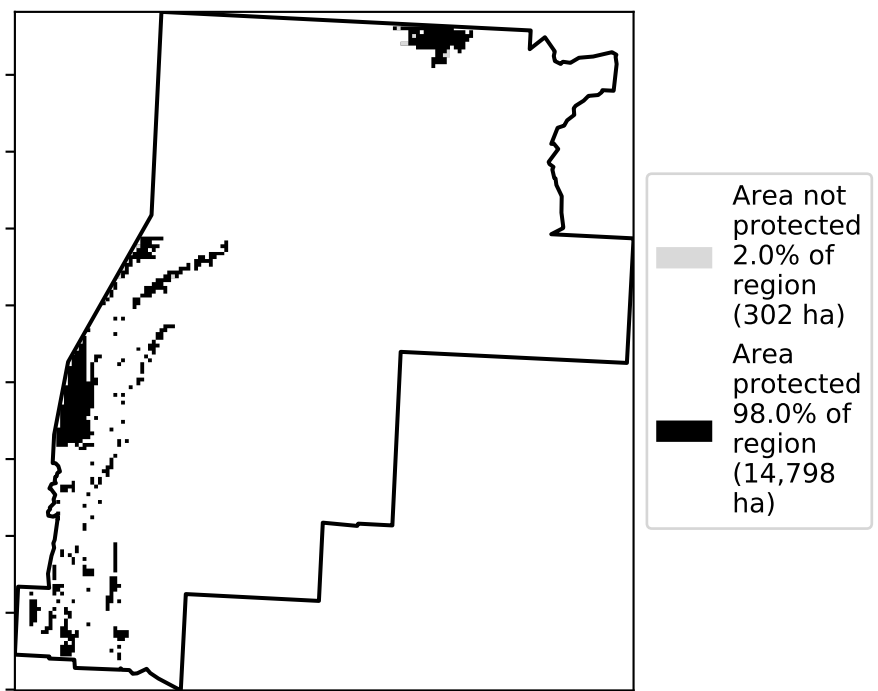 Area not
protected
2.0% of
region
(302 ha)
Area
protected
98.0% of
region
(14,798
ha)